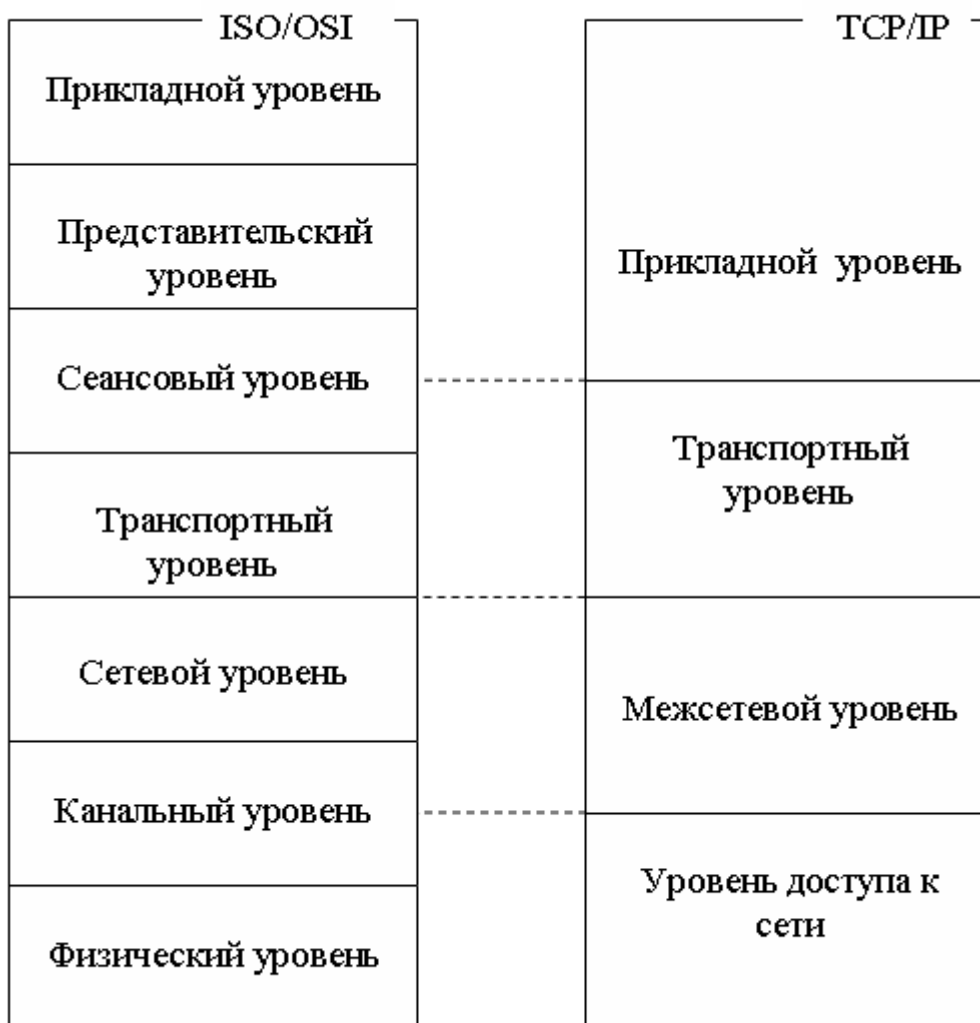 ISO/OSI
Прикладной уровень
Представительский
уровень
Сеансовый уровень
Транспортный
уровень
Сетевой уровень
Канальный уровень
Физический уровень
TCP/IP
Прикладной уровень
Транспортный
уровень
Межсетевой уровень
Уровень доступа к
сети